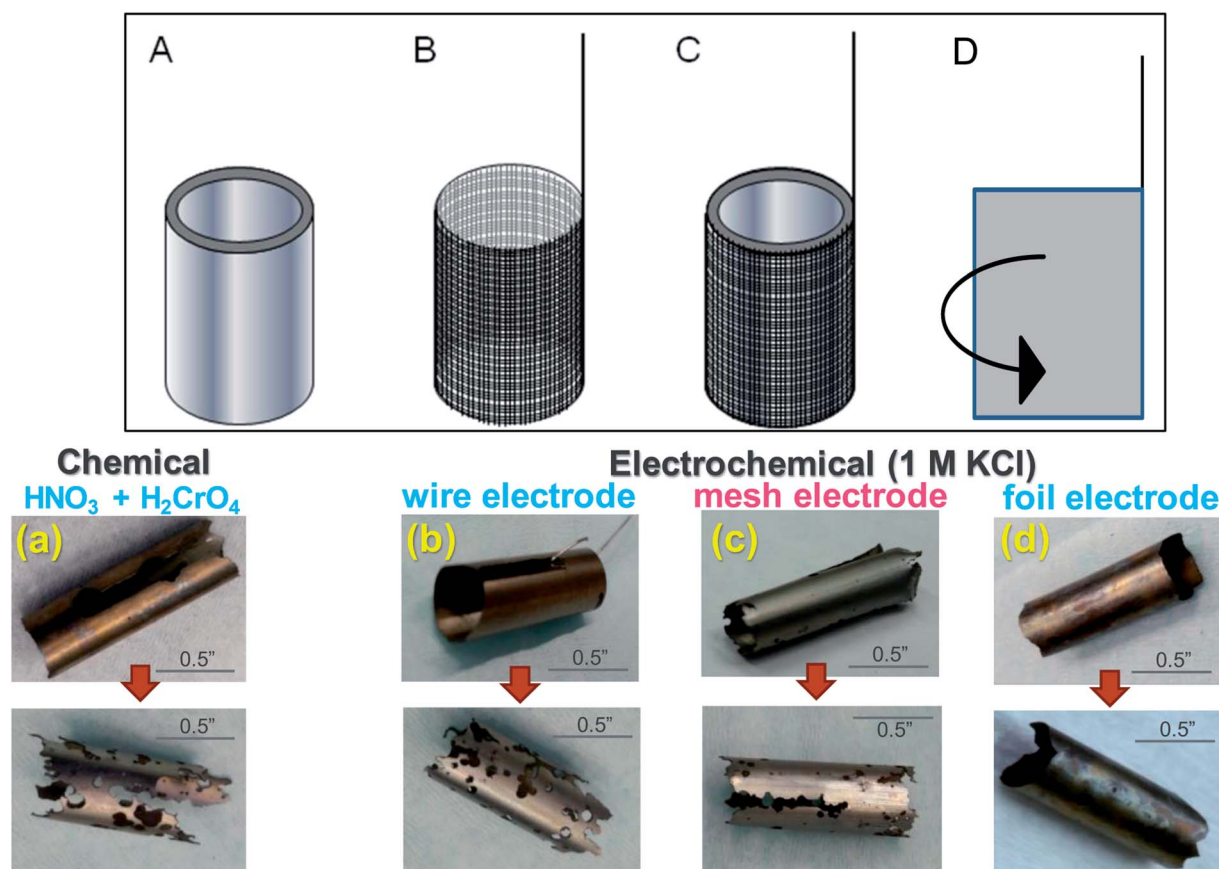 A B C D
Chemical
HNO₃ + H₂CrO₄
Electrochemical (1 M KCl)
wire electrode mesh electrode foil electrode
(a) (b) (c) (d)
0.5” 0.5” 0.5” 0.5”
0.5” 0.5” 0.5” 0.5”